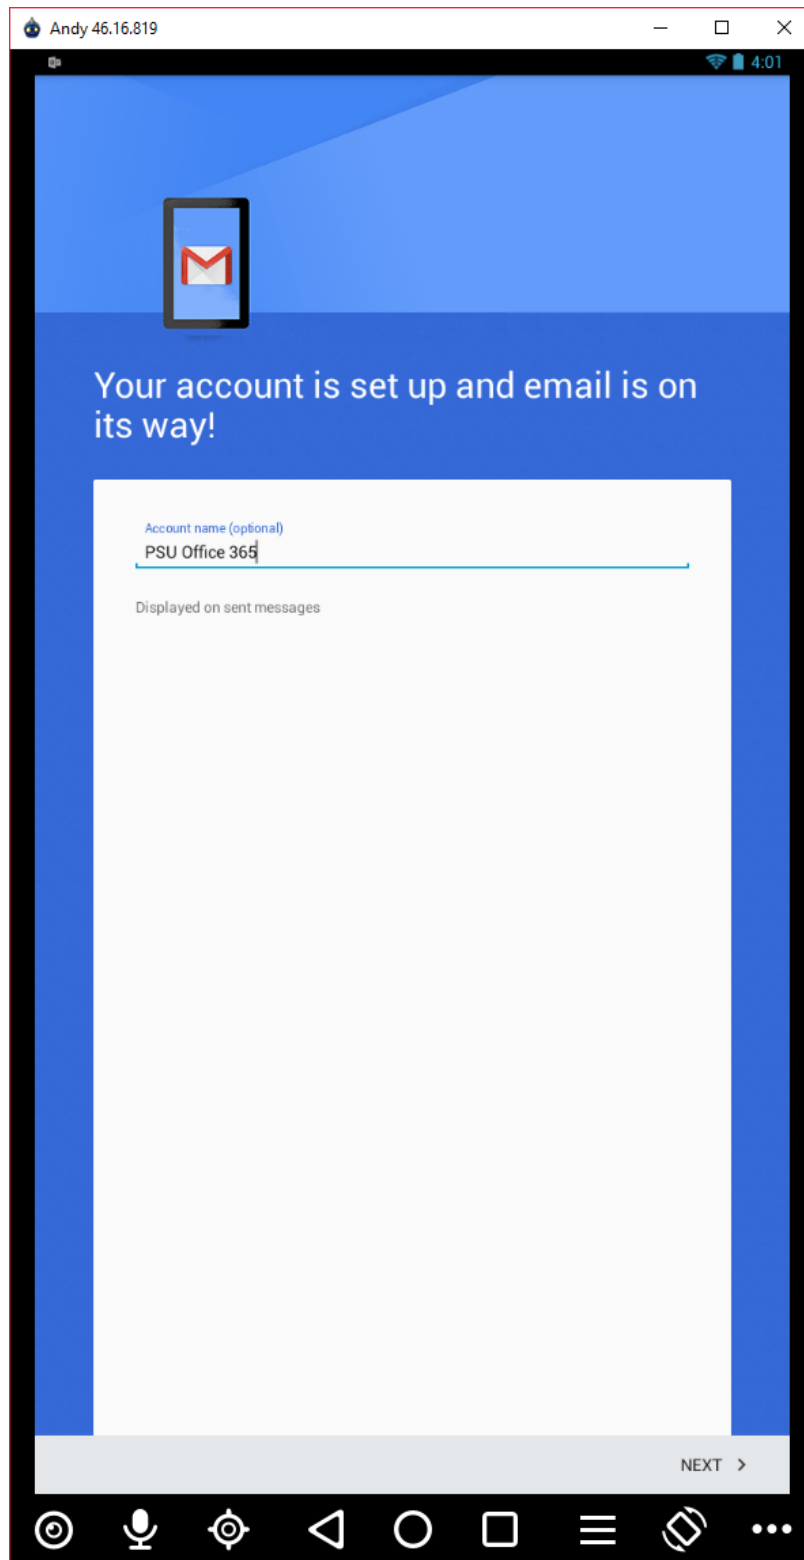 Andy 46.16.819
4:01
Your account is set up and email is on
its way!
Account name (optional)
PSU Office 365
Displayed on sent messages
NEXT